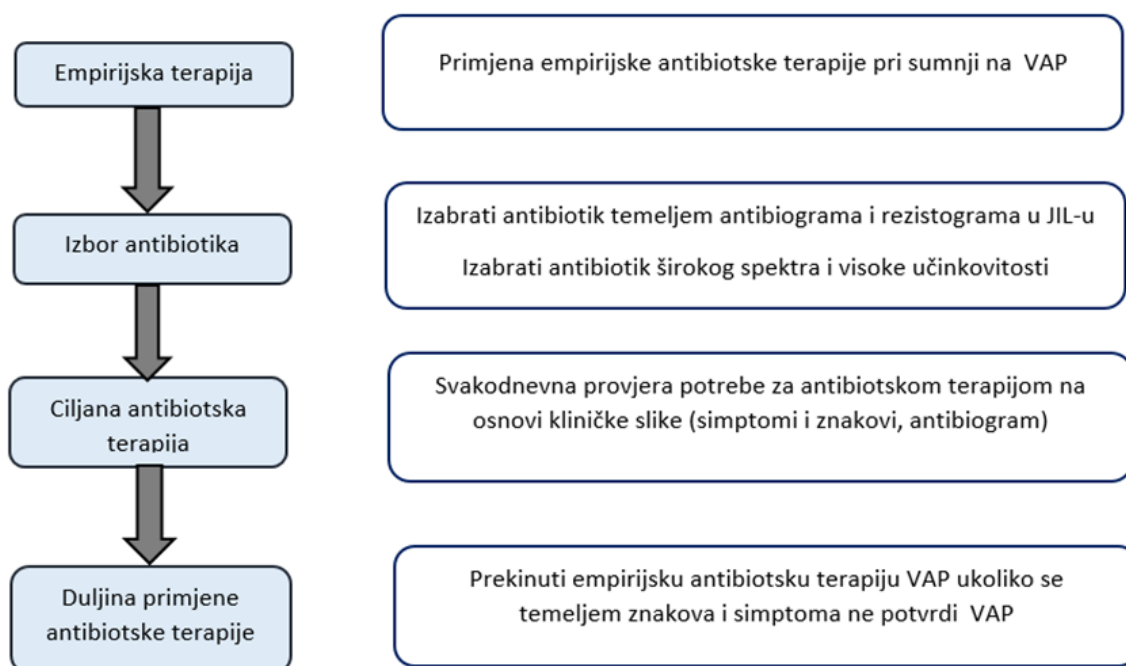 Empirijska terapija
Primjena empirijske antibiotske terapije pri sumnji na VAP
Izbor antibiotika
Izabrati antibiotik temeljem antibiograma i rezistograma u JIL-u
Izabrati antibiotik širokog spektra i visoke učinkovitosti
Ciljana antibiotska
terapija
Svakodnevna provjera potrebe za antibiotskom terapijom na
osnovi kliničke slike (simptomi i znakovi, antibiogram)
Duljina primjene
antibiotske terapije
Prekinuti empirijsku antibiotsku terapiju VAP ukoliko se
temeljem znakova i simptoma ne potvrdi VAP